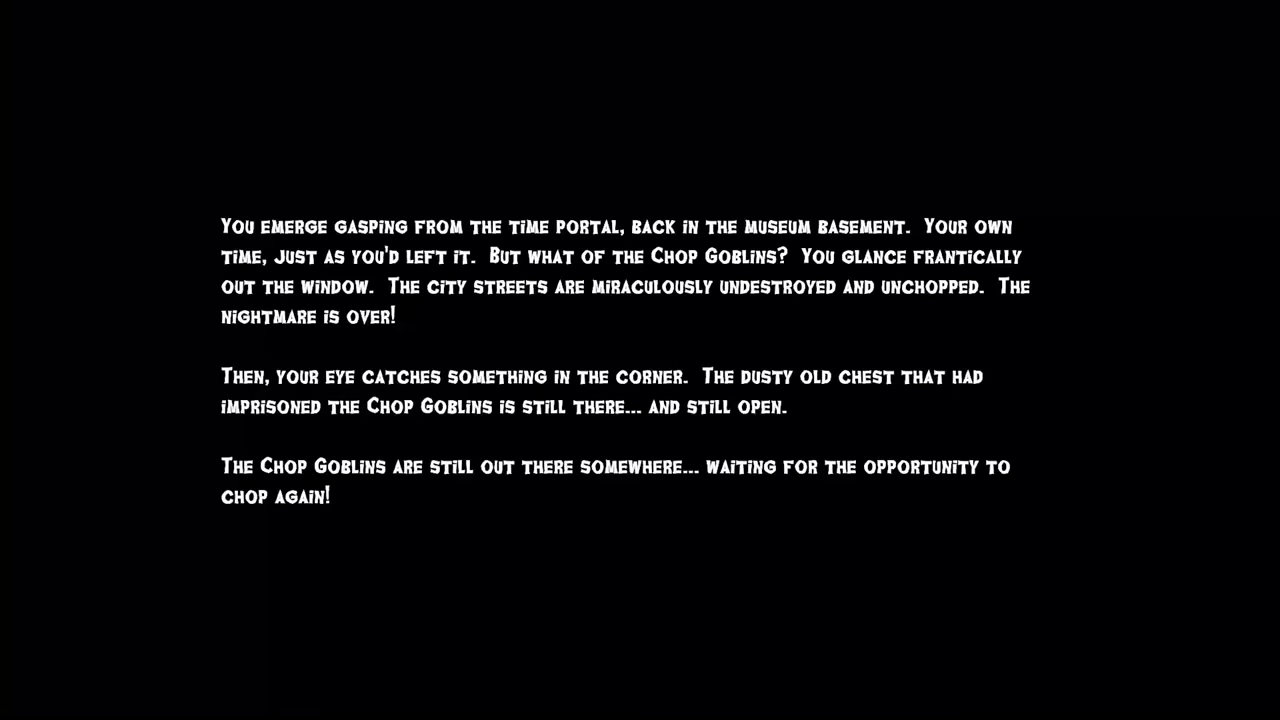 You emerge gasping from the time portal, back in the museum basement.  Your own
time, just as you'd left it.  But what of the Chop Goblins?  You glance frantically
out the window.  The city streets are miraculously undestroyed and unchopped.  The
nightmare is over!
Then, your eye catches something in the corner.  The dusty old chest that had
imprisoned the Chop Goblins is still there... and still open.
The Chop Goblins are still out there somewhere... waiting for the opportunity to
chop again!